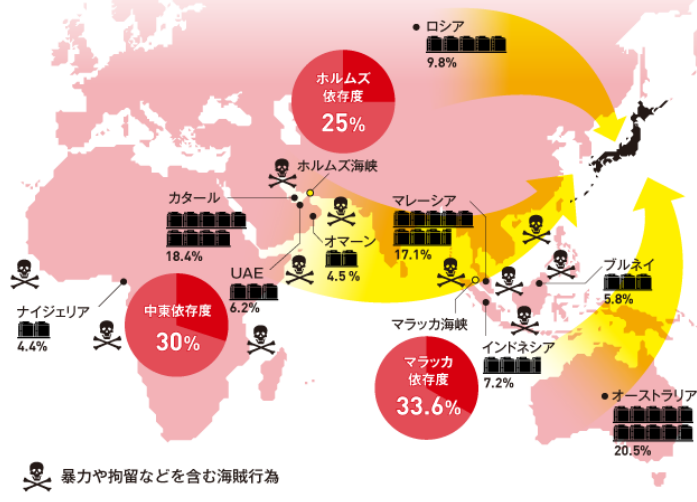 ロシア
9.8%
ホルムズ
依存度
25%
ホルムズ海峡
カタール
18.4%
マレーシア
17.1%
オマーン
4.5%
UAE
6.2%
ブルネイ
5.8%
ナイジェリア
4.4%
中東依存度
30%
マラッカ海峡
インドネシア
7.2%
マラッカ
依存度
33.6%
オーストラリア
20.5%
暴力や拘留などを含む海賊行為